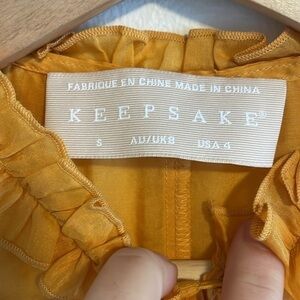 FABRIQUE EN CHINE MADE IN CHINA
KEEPSAKE®
S AU/UK8 USA 4